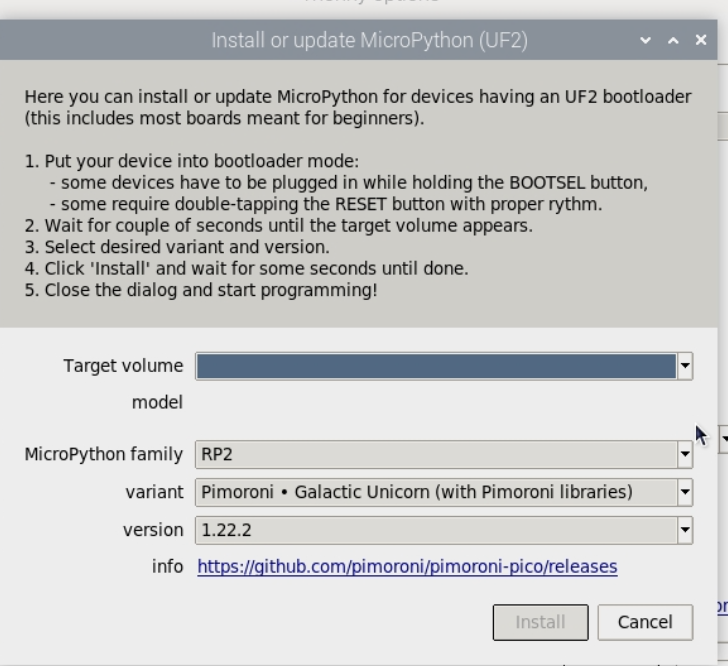 Install or update MicroPython (UF2)
Here you can install or update MicroPython for devices having an UF2 bootloader
(this includes most boards meant for beginners).
1. Put your device into bootloader mode:
- some devices have to be plugged in while holding the BOOTSEL button,
- some require double-tapping the RESET button with proper rythm.
2. Wait for couple of seconds until the target volume appears.
3. Select desired variant and version.
4. Click 'Install' and wait for some seconds until done.
5. Close the dialog and start programming!
Target volume
model
MicroPython family RP2
variant Pimoroni • Galactic Unicorn (with Pimoroni libraries)
version 1.22.2
info https://github.com/pimoroni/pimoroni-pico/releases
Install Cancel